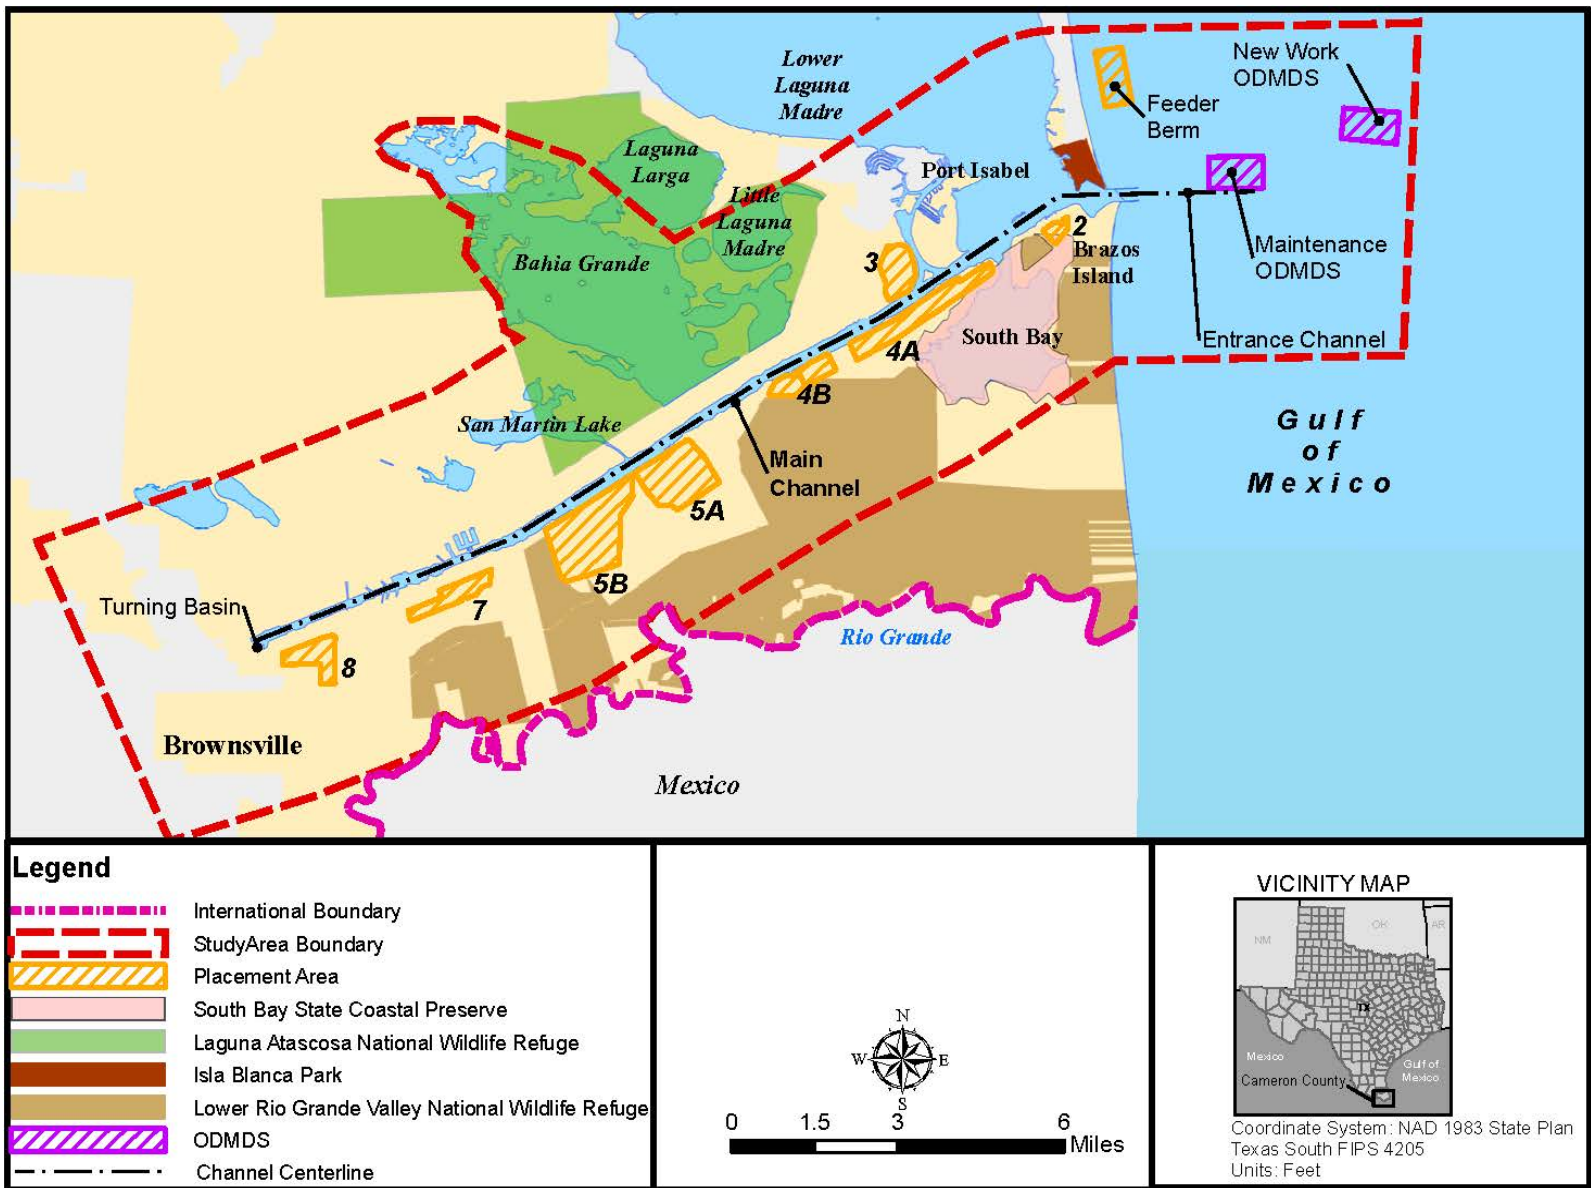 Lower
Laguna
Madre
New Work
ODMDS
Feeder
Berm
Laguna
Larga
Port Isabel
Little
Laguna
Madre
2
Brazos
Island
Maintenance
ODMDS
Bahia Grande
3
South Bay
Entrance Channel
4A
4B
San Martin Lake
Main
Channel
Gulf
of
Mexico
5A
5B
7
Turning Basin
8
Rio Grande
Brownsville
Mexico
Legend
International Boundary
StudyArea Boundary
Placement Area
South Bay State Coastal Preserve
Laguna Atascosa National Wildlife Refuge
Isla Blanca Park
Lower Rio Grande Valley National Wildlife Refuge
ODMDS
Channel Centerline
N
W E
S
0 1.5 3 6
Miles
VICINITY MAP
NM OK AR
TX
Mexico
Gulf of
Mexico
Cameron County
Coordinate System: NAD 1983 State Plan
Texas South FIPS 4205
Units: Feet